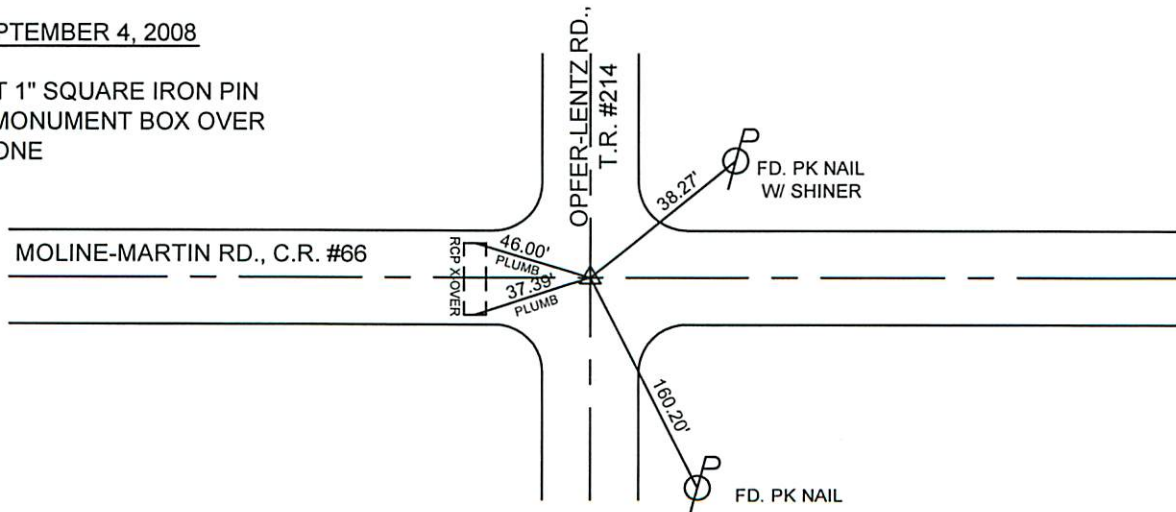 PTEMBER 4, 2008
T 1" SQUARE IRON PIN
MONUMENT BOX OVER
ONE
OPFER-LENTZ RD.,
T.R. #214
P
FD. PK NAIL
W/ SHINER
38.27'
MOLINE-MARTIN RD., C.R. #66
RCP XOVER
46.00'
PLUMB
37.39'
PLUMB
160.20'
P
FD. PK NAIL